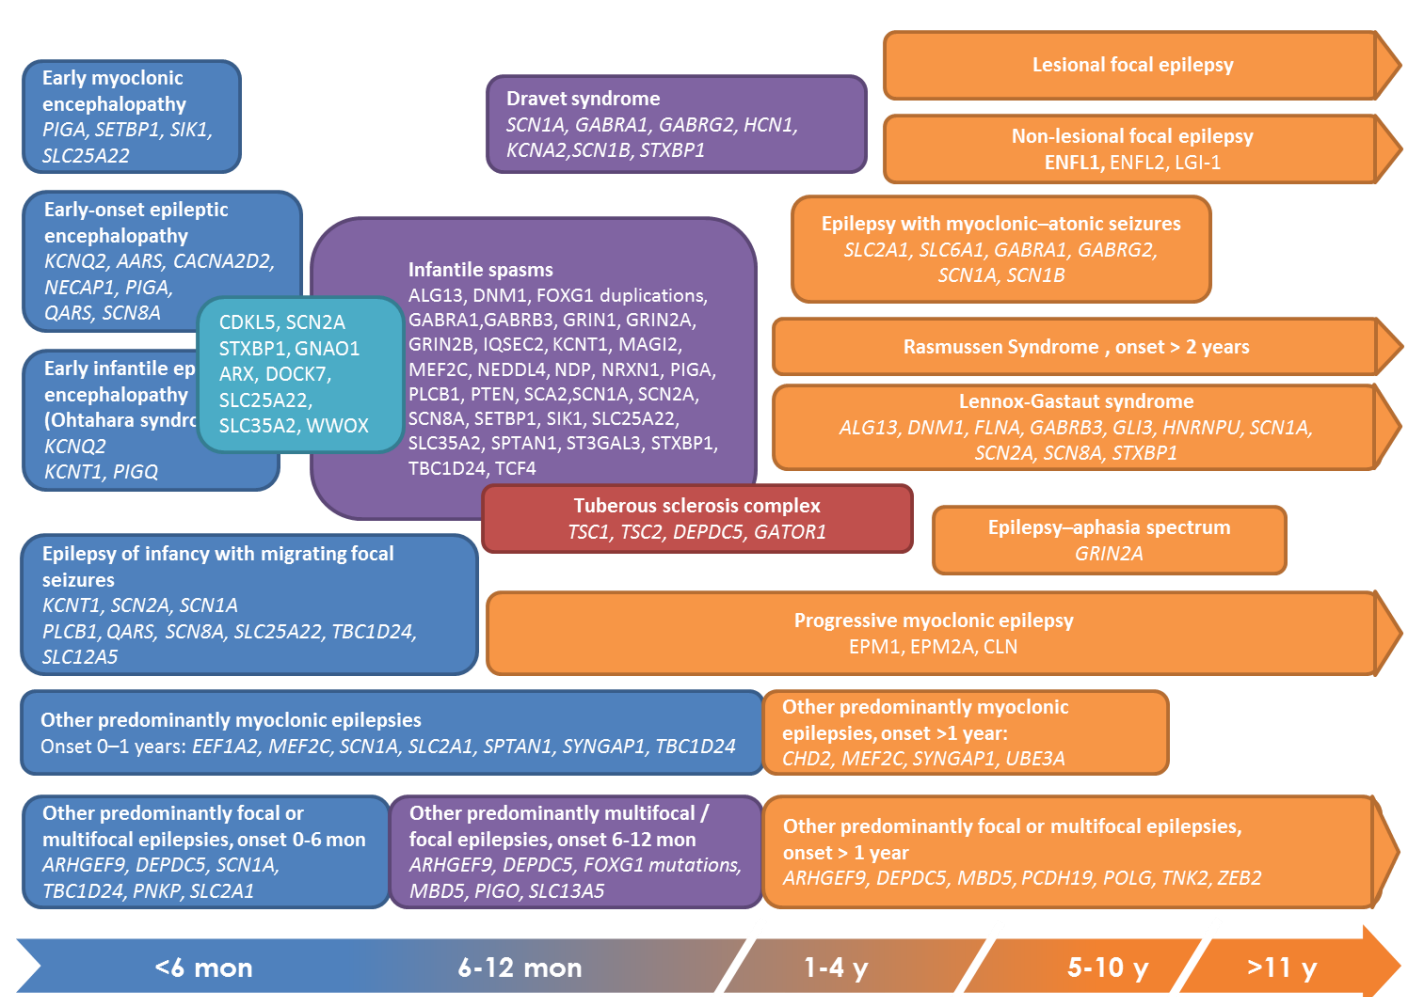 Early myoclonic
encephalopathy
PIGA, SETBP1, SIK1,
SLC25A22
Dravet syndrome
SCN1A, GABRA1, GABRG2, HCN1,
KCNA2,SCN1B, STXBP1
Lesional focal epilepsy
Non-lesional focal epilepsy
ENFL1, ENFL2, LGI-1
Early-onset epileptic
encephalopathy
KCNQ2, AARS, CACNA2D2,
NECAP1, PIGA,
QARS, SCN8A
Epilepsy with myoclonic–atonic seizures
SLC2A1, SLC6A1, GABRA1, GABRG2,
SCN1A, SCN1B
Infantile spasms
ALG13, DNM1, FOXG1 duplications,
GABRA1,GABRB3, GRIN1, GRIN2A,
GRIN2B, IQSEC2, KCNT1, MAGI2,
MEF2C, NEDDL4, NDP, NRXN1, PIGA,
PLCB1, PTEN, SCA2,SCN1A, SCN2A,
SCN8A, SETBP1, SIK1, SLC25A22,
SLC35A2, SPTAN1, ST3GAL3, STXBP1,
TBC1D24, TCF4
CDKL5, SCN2A
STXBP1, GNAO1
ARX, DOCK7,
SLC25A22,
SLC35A2, WWOX
Early infantile ep
encephalopathy
(Ohtahara syndro
KCNQ2
KCNT1, PIGQ
Rasmussen Syndrome , onset > 2 years
Lennox-Gastaut syndrome
ALG13, DNM1, FLNA, GABRB3, GLI3, HNRNPU, SCN1A,
SCN2A, SCN8A, STXBP1
Tuberous sclerosis complex
TSC1, TSC2, DEPDC5, GATOR1
Epilepsy–aphasia spectrum
GRIN2A
Epilepsy of infancy with migrating focal
seizures
KCNT1, SCN2A, SCN1A
PLCB1, QARS, SCN8A, SLC25A22, TBC1D24,
SLC12A5
Progressive myoclonic epilepsy
EPM1, EPM2A, CLN
Other predominantly myoclonic epilepsies
Onset 0–1 years: EEF1A2, MEF2C, SCN1A, SLC2A1, SPTAN1, SYNGAP1, TBC1D24
Other predominantly myoclonic
epilepsies, onset >1 year:
CHD2, MEF2C, SYNGAP1, UBE3A
Other predominantly focal or
multifocal epilepsies, onset 0-6 mon
ARHGEF9, DEPDC5, SCN1A,
TBC1D24, PNKP, SLC2A1
Other predominantly multifocal /
focal epilepsies, onset 6-12 mon
ARHGEF9, DEPDC5, FOXG1 mutations,
MBD5, PIGO, SLC13A5
Other predominantly focal or multifocal epilepsies,
onset > 1 year
ARHGEF9, DEPDC5, MBD5, PCDH19, POLG, TNK2, ZEB2
<6 mon
6-12 mon
1-4 y
5-10 y
>11 y